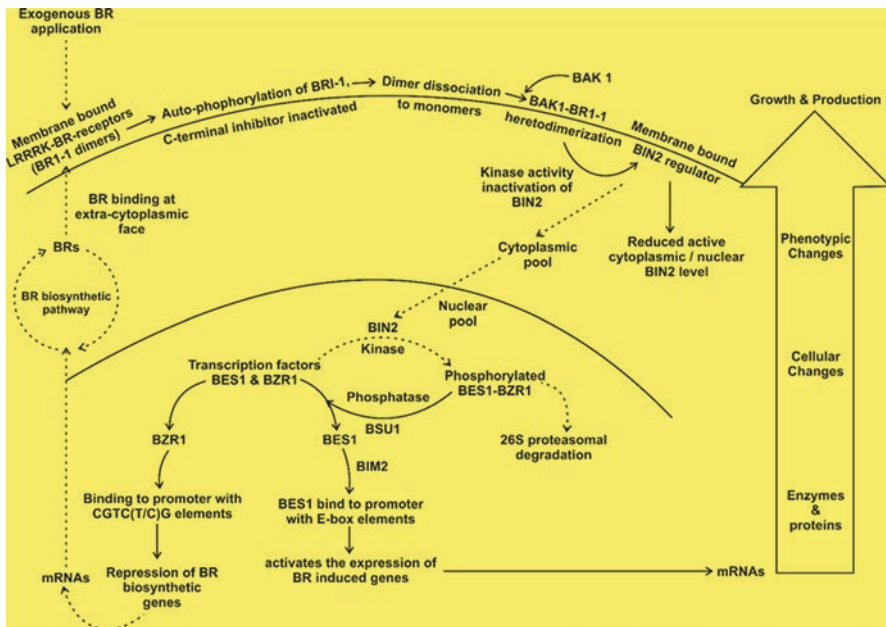 Exogenous BR
application
Membrane bound
LRRRK-BR-receptors
(BR1-1 dimers)
Auto-phophorylation of BRI-1,
C-terminal inhibitor inactivated
Dimer dissociation
to monomers
BAK 1
BAK1-BR1-1
heretodimerization
Membrane bound
BIN2 regulator
Growth & Production
BR binding at
extra-cytoplasmic
face
Kinase activity
inactivation of
BIN2
BRs
Cytoplasmic
pool
Reduced active
cytoplasmic / nuclear
BIN2 level
Phenotypic
Changes
BR biosynthetic
pathway
Nuclear
pool
BIN2
Kinase
Transcription factors
BES1 & BZR1
Phosphorylated
BES1-BZR1
Cellular
Changes
Phosphatase
BSU1
BZR1
BES1
26S proteasomal
degradation
BIM2
Binding to promoter with
CGTC(T/C)G elements
BES1 bind to promoter
with E-box elements
Enzymes
&
proteins
mRNAs
Repression of BR
biosynthetic
genes
activates the expression of
BR induced genes
mRNAs